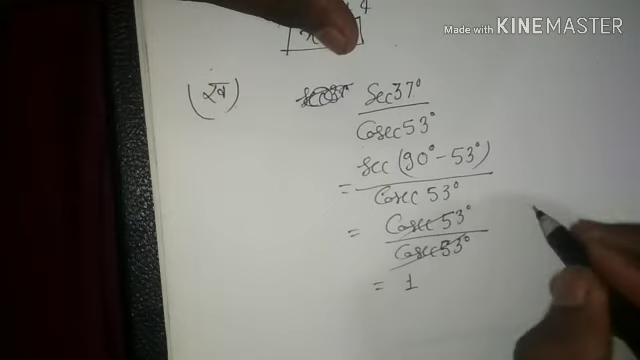 Made with KINEMASTER
(ख) sec37°
Cosec53°
= sec (90° - 53°)
Cosec 53°
= Cosec 53°
Cosec 53°
= 1